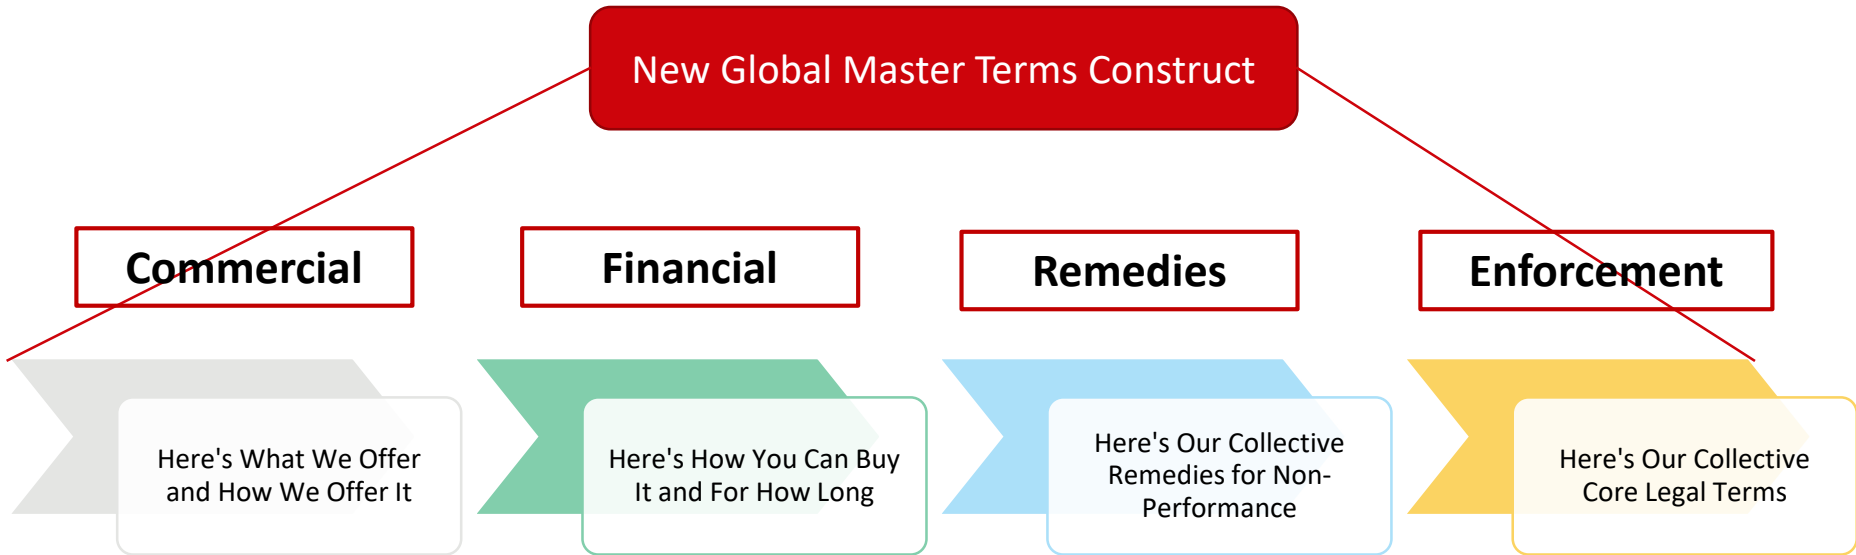 New Global Master Terms Construct
Commercial
Financial
Remedies
Enforcement
Here's What We Offer
and How We Offer It
Here's How You Can Buy
It and For How Long
Here's Our Collective
Remedies for Non-
Performance
Here's Our Collective
Core Legal Terms